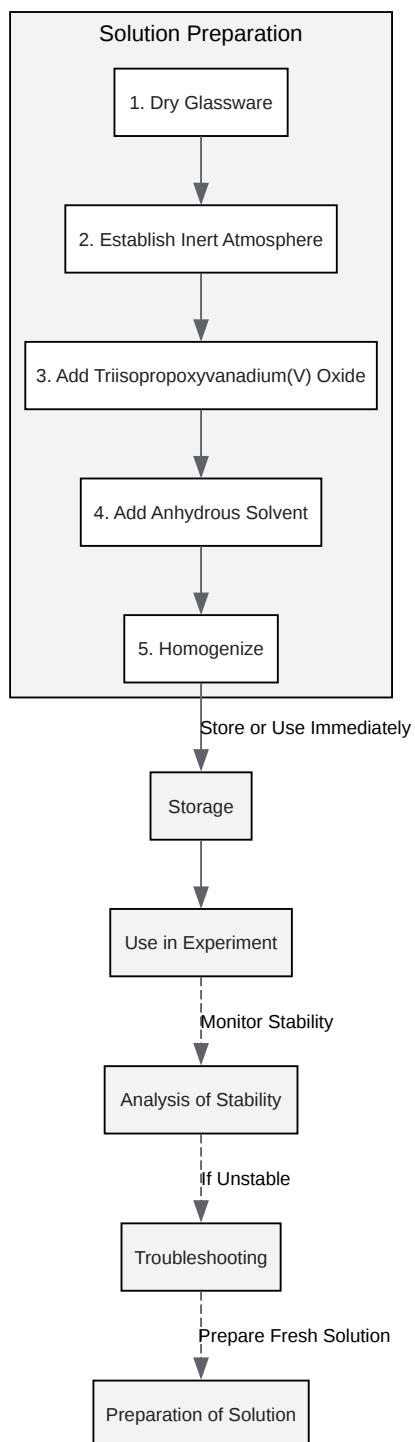 Solution Preparation
1. Dry Glassware
2. Establish Inert Atmosphere
3. Add Triisopropoxyvanadium(V) Oxide
4. Add Anhydrous Solvent
5. Homogenize
Store or Use Immediately
Storage
Use in Experiment
Monitor Stability
Analysis of Stability
If Unstable
Troubleshooting
Prepare Fresh Solution
Preparation of Solution